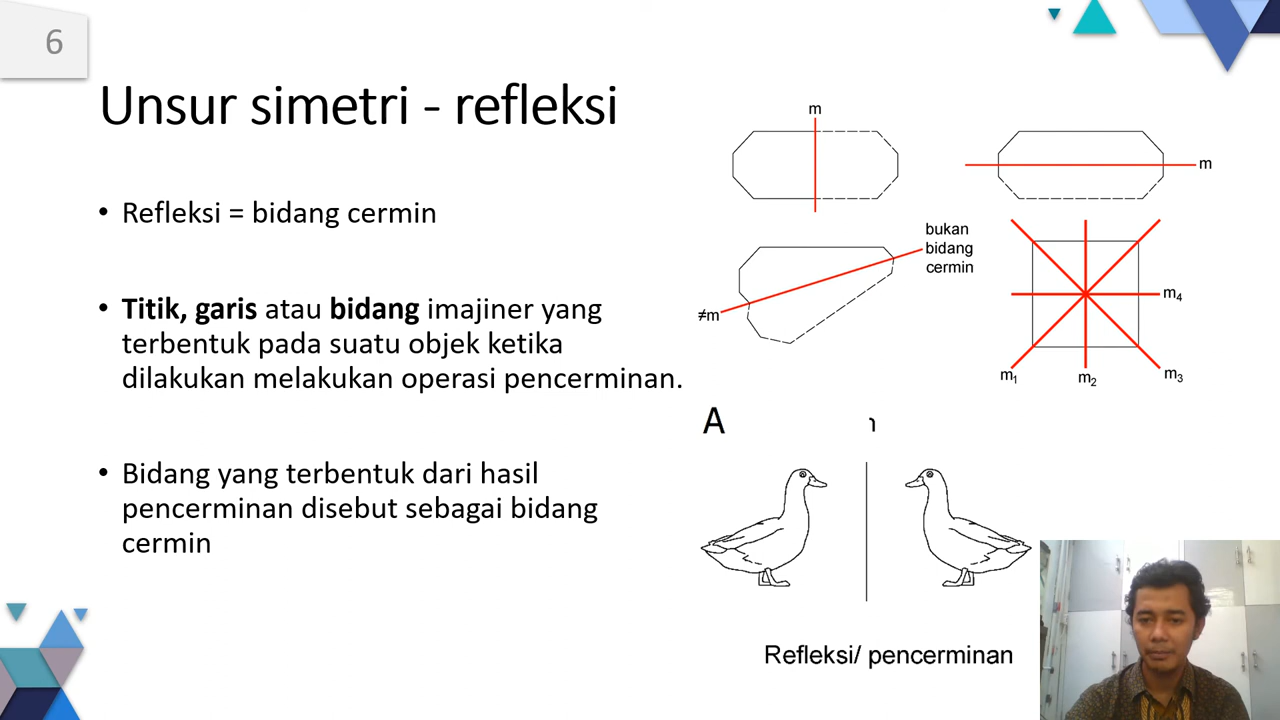 6
Unsur simetri - refleksi
• Refleksi = bidang cermin
• Titik, garis atau bidang imajiner yang
terbentuk pada suatu objek ketika
dilakukan melakukan operasi pencerminan.
• Bidang yang terbentuk dari hasil
pencerminan disebut sebagai bidang
cermin
m
m
bukan
bidang
cermin
≠m
m₄
m₁
m₂
m₃
A
Refleksi/ pencerminan